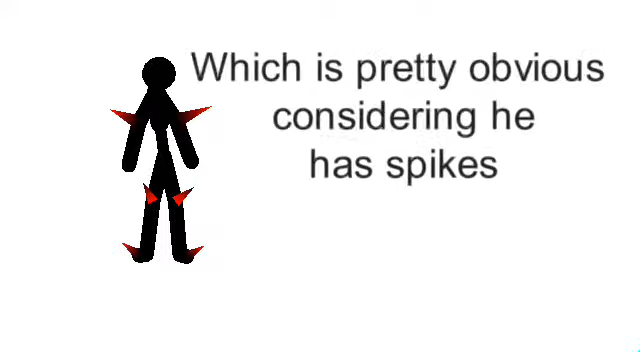 Which is pretty obvious
considering he
has spikes